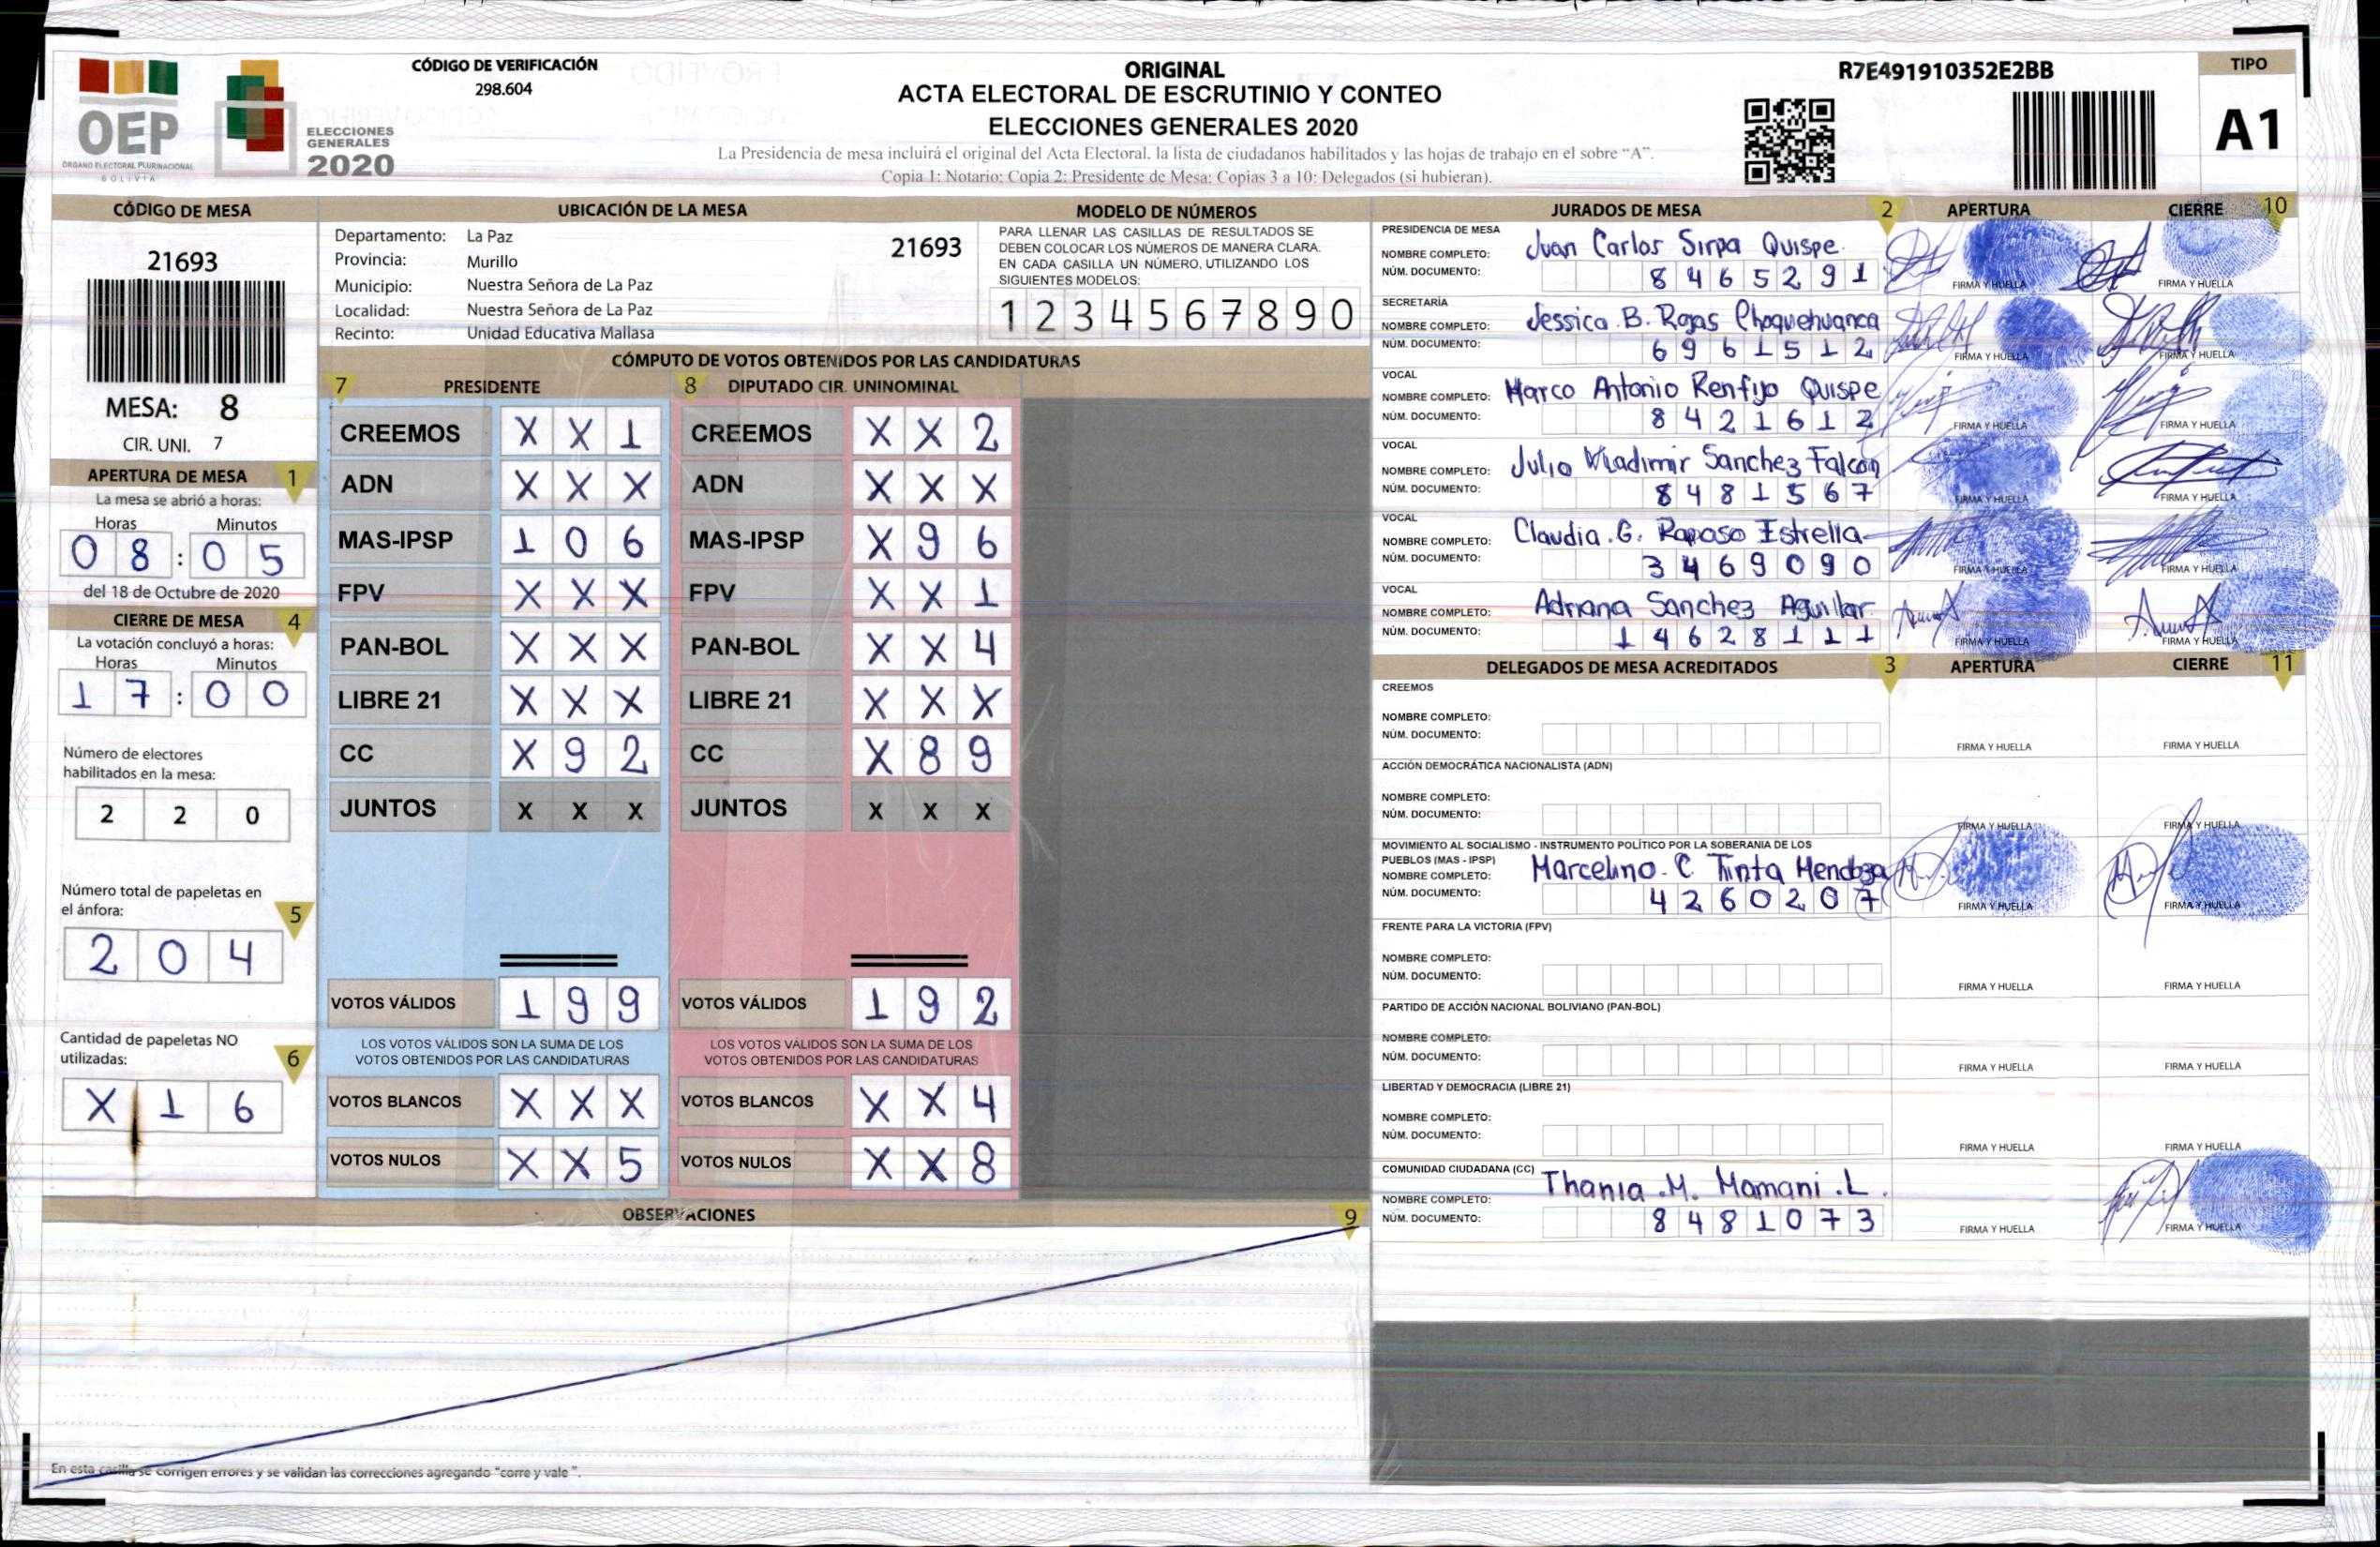 OEP
ÓRGANO ELECTORAL PLURINACIONAL
BOLIVIA
ELECCIONES
GENERALES
2020
CÓDIGO DE VERIFICACIÓN
298.604
ORIGINAL
ACTA ELECTORAL DE ESCRUTINIO Y CONTEO
ELECCIONES GENERALES 2020
La Presidencia de mesa incluirá el original del Acta Electoral, la lista de ciudadanos habilitados y las hojas de trabajo en el sobre "A".
Copia 1: Notario; Copia 2: Presidente de Mesa; Copias 3 a 10: Delegados (si hubieran).
R7E491910352E2BB
TIPO
A1
CÓDIGO DE MESA
21693
MESA: 8
CIR. UNI. 7
APERTURA DE MESA 1
La mesa se abrió a horas:
Horas Minutos
0 8 : 0 5
del 18 de Octubre de 2020
CIERRE DE MESA 4
La votación concluyó a horas:
Horas Minutos
1 7 : 0 0
Número de electores
habilitados en la mesa:
2 2 0
Número total de papeletas en
el ánfora: 5
2 0 4
Cantidad de papeletas NO
utilizadas: 6
X 1 6
UBICACIÓN DE LA MESA
Departamento: La Paz
21693
Provincia: Murillo
Municipio: Nuestra Señora de La Paz
Localidad: Nuestra Señora de La Paz
Recinto: Unidad Educativa Mallasa
MODELO DE NÚMEROS
PARA LLENAR LAS CASILLAS DE RESULTADOS SE
DEBEN COLOCAR LOS NÚMEROS DE MANERA CLARA.
EN CADA CASILLA UN NÚMERO, UTILIZANDO LOS
SIGUIENTES MODELOS:
1 2 3 4 5 6 7 8 9 0
CÓMPUTO DE VOTOS OBTENIDOS POR LAS CANDIDATURAS
7 PRESIDENTE 8 DIPUTADO CIR. UNINOMINAL
CREEMOS X X 1 CREEMOS X X 2
ADN X X X ADN X X X
MAS-IPSP 1 0 6 MAS-IPSP X 9 6
FPV X X X FPV X X 1
PAN-BOL X X X PAN-BOL X X 4
LIBRE 21 X X X LIBRE 21 X X X
CC X 9 2 CC X 8 9
JUNTOS X X X JUNTOS X X X
VOTOS VÁLIDOS 1 9 9 VOTOS VÁLIDOS 1 9 2
LOS VOTOS VÁLIDOS SON LA SUMA DE LOS LOS VOTOS VÁLIDOS SON LA SUMA DE LOS
VOTOS OBTENIDOS POR LAS CANDIDATURAS VOTOS OBTENIDOS POR LAS CANDIDATURAS
VOTOS BLANCOS X X X VOTOS BLANCOS X X 4
VOTOS NULOS X X 5 VOTOS NULOS X X 8
OBSERVACIONES 9
En esta casilla se corrigen errores y se validan las correcciones agregando "corre y vale".
JURADOS DE MESA 2 APERTURA CIERRE 10
PRESIDENCIA DE MESA
NOMBRE COMPLETO: Juan Carlos Sirpa Quispe
NÚM. DOCUMENTO: 8 4 6 5 2 9 1 FIRMA Y HUELLA FIRMA Y HUELLA
SECRETARÍA
NOMBRE COMPLETO: Jessica B. Rojas Choquehuanca
NÚM. DOCUMENTO: 6 9 6 1 5 1 2 FIRMA Y HUELLA FIRMA Y HUELLA
VOCAL
NOMBRE COMPLETO: Marco Antonio Renfijo Quispe
NÚM. DOCUMENTO: 8 4 2 1 6 1 2 FIRMA Y HUELLA FIRMA Y HUELLA
VOCAL
NOMBRE COMPLETO: Julio Wladimir Sanchez Falcon
NÚM. DOCUMENTO: 8 4 8 1 5 6 7 FIRMA Y HUELLA FIRMA Y HUELLA
VOCAL
NOMBRE COMPLETO: Claudia G. Raposo Estrella
NÚM. DOCUMENTO: 3 4 6 9 0 9 0 FIRMA Y HUELLA FIRMA Y HUELLA
VOCAL
NOMBRE COMPLETO: Adriana Sanchez Aguilar
NÚM. DOCUMENTO: 1 4 6 2 8 1 1 1 FIRMA Y HUELLA FIRMA Y HUELLA
DELEGADOS DE MESA ACREDITADOS 3 APERTURA CIERRE 11
CREEMOS
NOMBRE COMPLETO:
NÚM. DOCUMENTO: FIRMA Y HUELLA FIRMA Y HUELLA
ACCIÓN DEMOCRÁTICA NACIONALISTA (ADN)
NOMBRE COMPLETO:
NÚM. DOCUMENTO: FIRMA Y HUELLA FIRMA Y HUELLA
MOVIMIENTO AL SOCIALISMO - INSTRUMENTO POLÍTICO POR LA SOBERANIA DE LOS
PUEBLOS (MAS - IPSP)
NOMBRE COMPLETO: Marcelino C Tinta Mendoza
NÚM. DOCUMENTO: 4 2 6 0 2 0 7 FIRMA Y HUELLA FIRMA Y HUELLA
FRENTE PARA LA VICTORIA (FPV)
NOMBRE COMPLETO:
NÚM. DOCUMENTO: FIRMA Y HUELLA FIRMA Y HUELLA
PARTIDO DE ACCIÓN NACIONAL BOLIVIANO (PAN-BOL)
NOMBRE COMPLETO:
NÚM. DOCUMENTO: FIRMA Y HUELLA FIRMA Y HUELLA
LIBERTAD Y DEMOCRACIA (LIBRE 21)
NOMBRE COMPLETO:
NÚM. DOCUMENTO: FIRMA Y HUELLA FIRMA Y HUELLA
COMUNIDAD CIUDADANA (CC)
NOMBRE COMPLETO: Thania M. Mamani L.
NÚM. DOCUMENTO: 8 4 8 1 0 7 3 FIRMA Y HUELLA FIRMA Y HUELLA